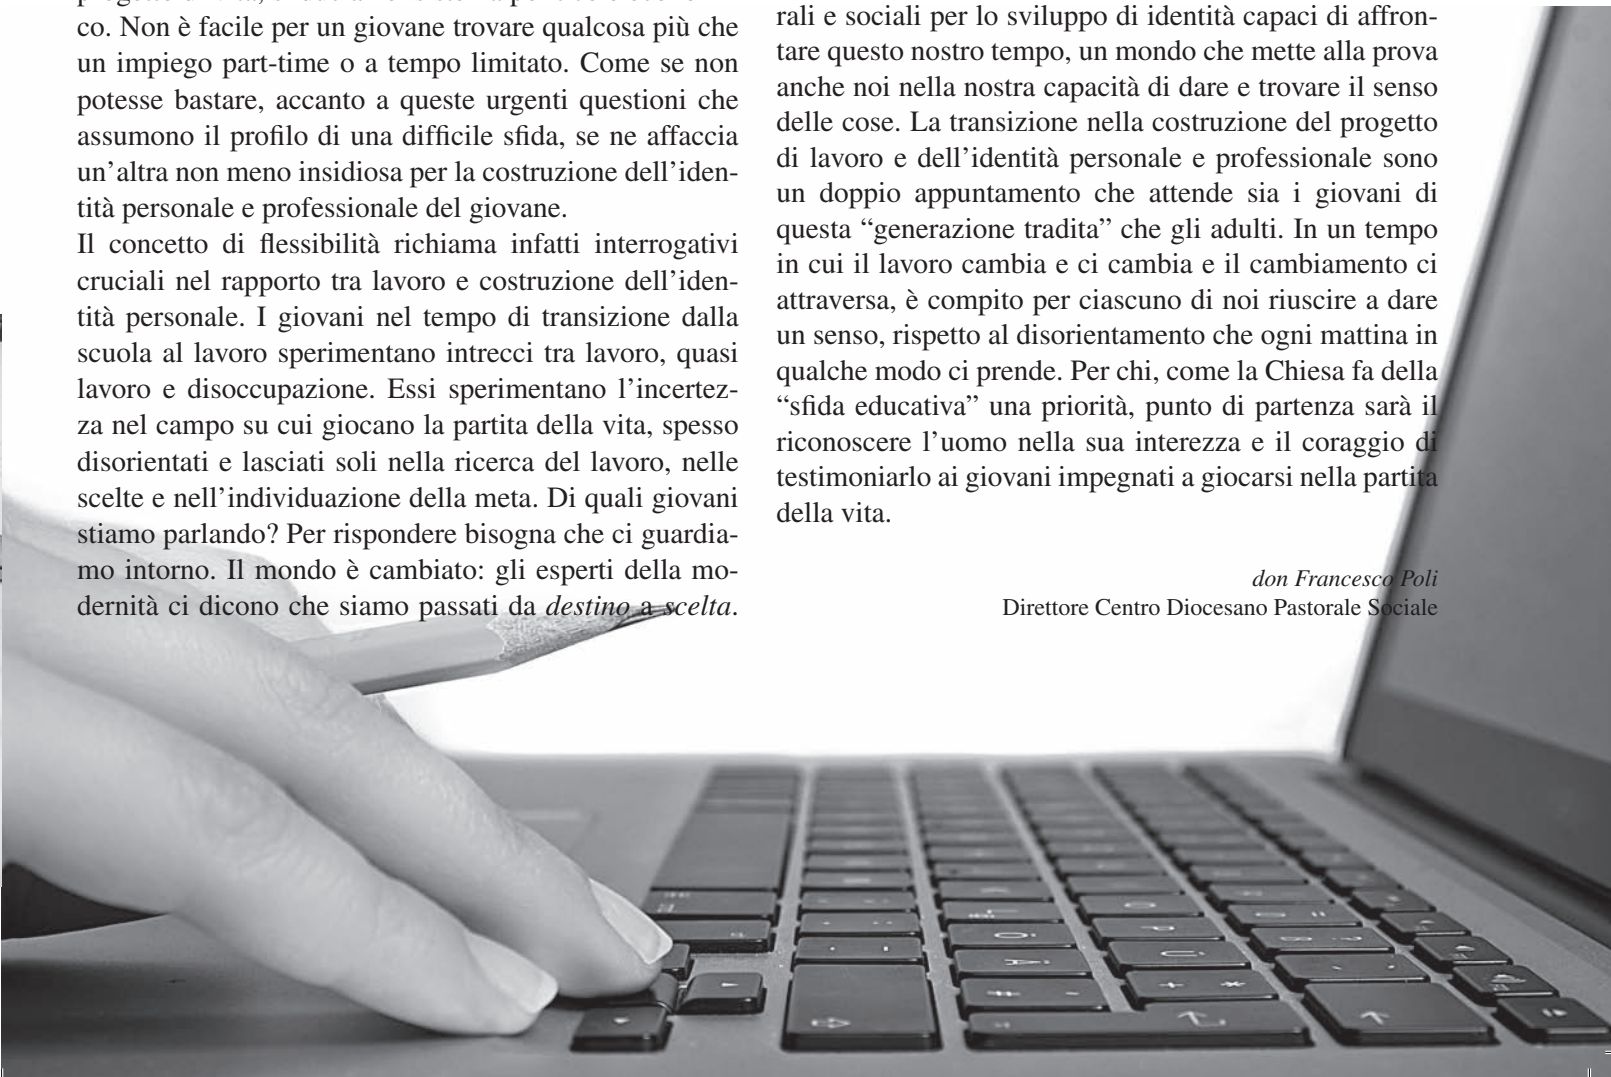 co. Non è facile per un giovane trovare qualcosa più che
un impiego part-time o a tempo limitato. Come se non
potesse bastare, accanto a queste urgenti questioni che
assumono il profilo di una difficile sfida, se ne affaccia
un’altra non meno insidiosa per la costruzione dell’iden-
tità personale e professionale del giovane.
Il concetto di flessibilità richiama infatti interrogativi
cruciali nel rapporto tra lavoro e costruzione dell’iden-
tità personale. I giovani nel tempo di transizione dalla
scuola al lavoro sperimentano intrecci tra lavoro, quasi
lavoro e disoccupazione. Essi sperimentano l’incertez-
za nel campo su cui giocano la partita della vita, spesso
disorientati e lasciati soli nella ricerca del lavoro, nelle
scelte e nell’individuazione della meta. Di quali giovani
stiamo parlando? Per rispondere bisogna che ci guardia-
mo intorno. Il mondo è cambiato: gli esperti della mo-
dernità ci dicono che siamo passati da destino a scelta.
rali e sociali per lo sviluppo di identità capaci di affron-
tare questo nostro tempo, un mondo che mette alla prova
anche noi nella nostra capacità di dare e trovare il senso
delle cose. La transizione nella costruzione del progetto
di lavoro e dell’identità personale e professionale sono
un doppio appuntamento che attende sia i giovani di
questa “generazione tradita” che gli adulti. In un tempo
in cui il lavoro cambia e ci cambia e il cambiamento ci
attraversa, è compito per ciascuno di noi riuscire a dare
un senso, rispetto al disorientamento che ogni mattina in
qualche modo ci prende. Per chi, come la Chiesa fa della
“sfida educativa” una priorità, punto di partenza sarà il
riconoscere l’uomo nella sua interezza e il coraggio di
testimoniarlo ai giovani impegnati a giocarsi nella partita
della vita.
don Francesco Poli
Direttore Centro Diocesano Pastorale Sociale